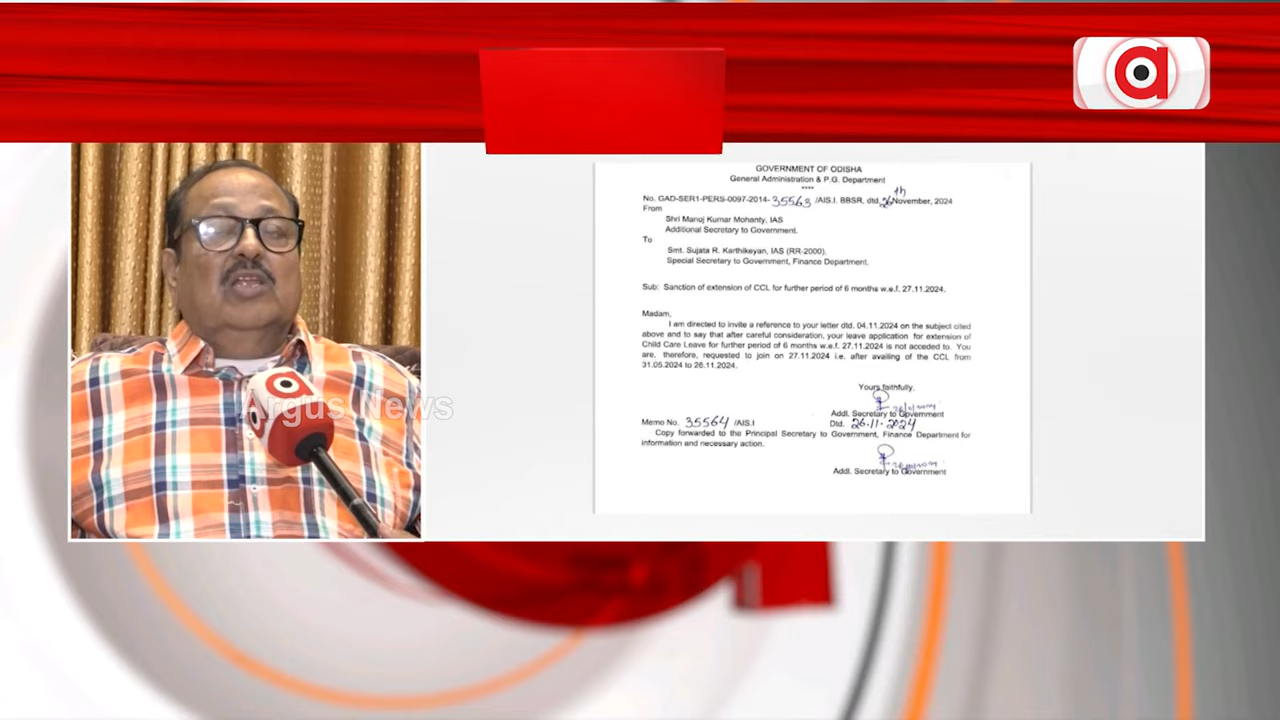 a
GOVERNMENT OF ODISHA
General Administration & P.G. Department
****
No. GAD-SER1-PERS-0097-2014-35563 /AIS.I. BBSR, dtd. 26th November, 2024
From
Shri Manoj Kumar Mohanty, IAS
Additional Secretary to Government.
To
Smt. Sujata R. Karthikeyan, IAS (RR-2000),
Special Secretary to Government, Finance Department.
Sub: Sanction of extension of CCL for further period of 6 months w.e.f. 27.11.2024.
Madam,
I am directed to invite a reference to your letter dtd. 04.11.2024 on the subject cited
above and to say that after careful consideration, your leave application for extension of
Child Care Leave for further period of 6 months w.e.f. 27.11.2024 is not acceded to. You
are, therefore, requested to join on 27.11.2024 i.e. after availing of the CCL from
31.05.2024 to 26.11.2024.
Yours faithfully,
Addl. Secretary to Government
Memo No. 35564 /AIS.I Dtd. 26.11.2024
Copy forwarded to the Principal Secretary to Government, Finance Department for
information and necessary action.
Addl. Secretary to Government
Argus News